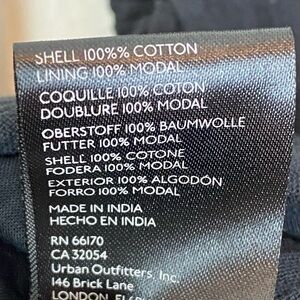 SHELL 100%% COTTON
LINING 100% MODAL
COQUILLE 100% COTON
DOUBLURE 100% MODAL
OBERSTOFF 100% BAUMWOLLE
FUTTER 100% MODAL
SHELL 100% COTONE
FODERA 100% MODAL
EXTERIOR 100% ALGODÓN
FORRO 100% MODAL
MADE IN INDIA
HECHO EN INDIA
RN 66170
CA 32054
Urban Outfitters, Inc.
146 Brick Lane
LONDON,